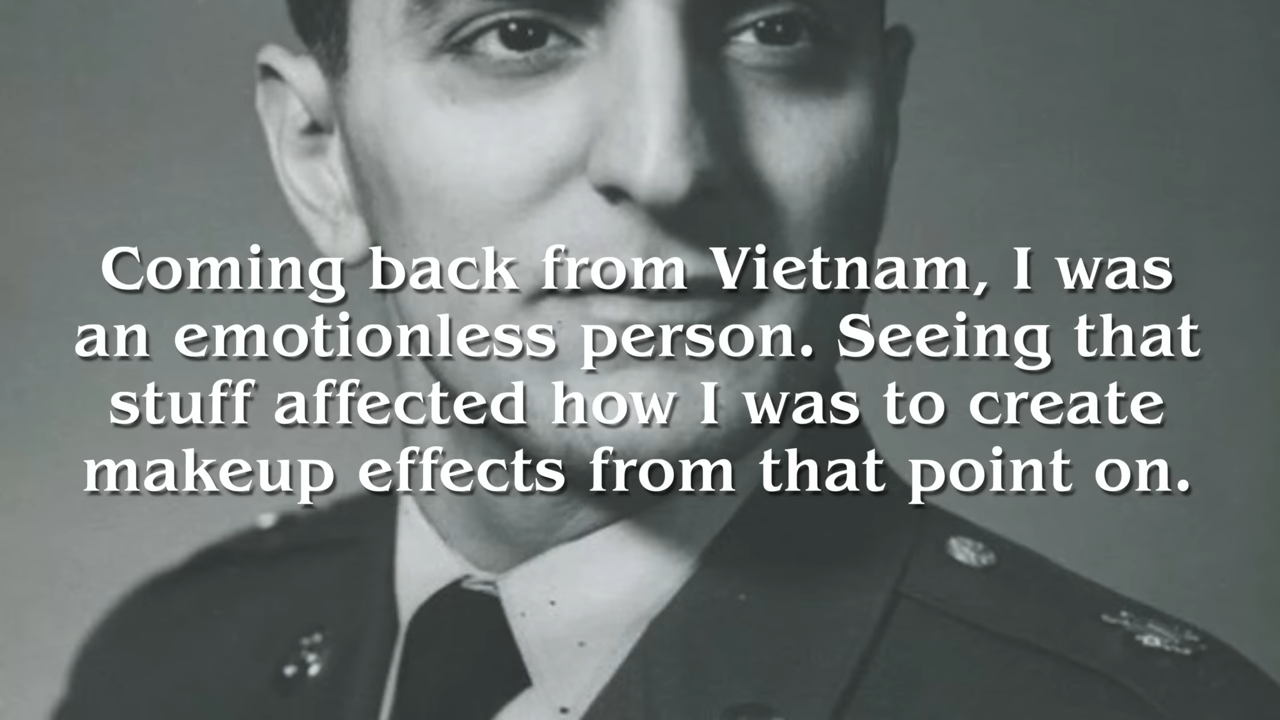 Coming back from Vietnam, I was
an emotionless person. Seeing that
stuff affected how I was to create
makeup effects from that point on.